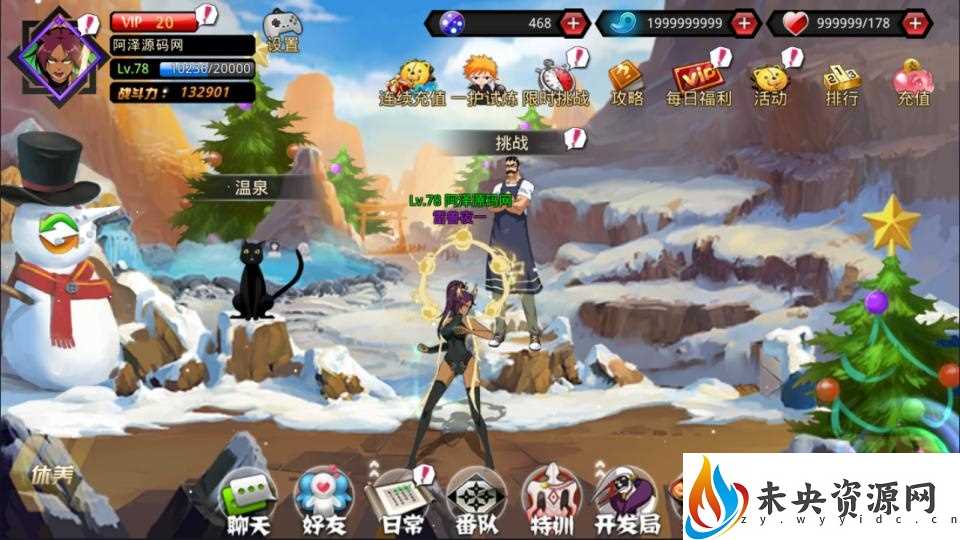 VIP 20
阿泽源码网
Lv.78 10236/20000
战斗力： 132901
设置
468
1999999999
999999/178
连续充值
一护试炼
限时挑战
攻略
每日福利
活动
排行
充值
挑战
温泉
Lv.78 阿泽源码网
雷兽夜一
休养
聊天
好友
日常
番队
特训
开发局
未央资源网
zy.wyyidc.cn